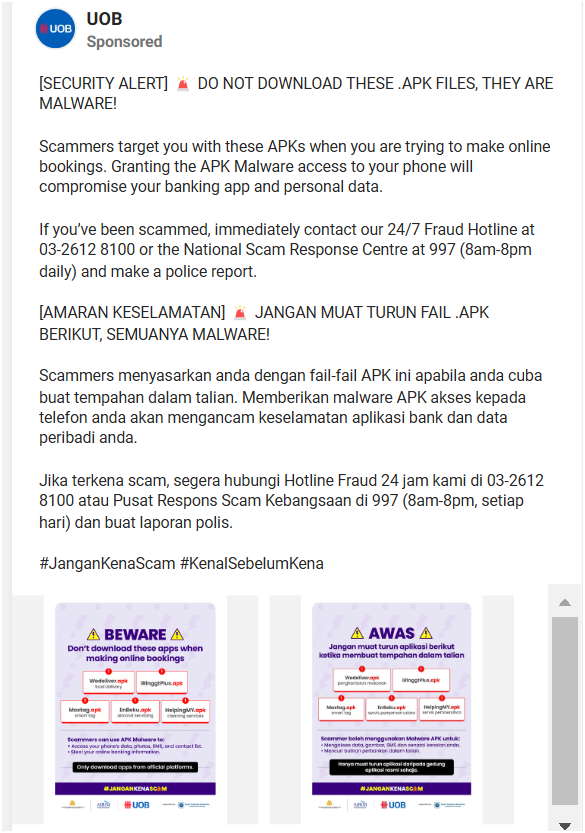 UOB
UOB
Sponsored
[SECURITY ALERT] 🚨 DO NOT DOWNLOAD THESE .APK FILES, THEY ARE
MALWARE!
Scammers target you with these APKs when you are trying to make online
bookings. Granting the APK Malware access to your phone will
compromise your banking app and personal data.
If you've been scammed, immediately contact our 24/7 Fraud Hotline at
03-2612 8100 or the National Scam Response Centre at 997 (8am-8pm
daily) and make a police report.
[AMARAN KESELAMATAN] 🚨 JANGAN MUAT TURUN FAIL .APK
BERIKUT, SEMUANYA MALWARE!
Scammers menyasarkan anda dengan fail-fail APK ini apabila anda cuba
buat tempahan dalam talian. Memberikan malware APK akses kepada
telefon anda akan mengancam keselamatan aplikasi bank dan data
peribadi anda.
Jika terkena scam, segera hubungi Hotline Fraud 24 jam kami di 03-2612
8100 atau Pusat Respons Scam Kebangsaan di 997 (8am-8pm, setiap
hari) dan buat laporan polis.
#JanganKenaScam #KenalSebelumKena
BEWARE
Don't download these apps when
making online bookings
Wedeliver.apk
food delivery
iRinggtPlus.apk
Maxtag.apk
smart tag
EnBaku.apk
aircond servicing
HelpingMY.apk
cleaning services
Scammers can use APK Malware to:
• Access your phone's data, photos, SMS, and contact list.
• Steal your online banking information.
Only download apps from official platforms.
#JANGANKENASCAM
UOB
AWAS
Jangan muat turun aplikasi berikut
ketika membuat tempahan dalam talian
Wedeliver.apk
penghantaran makanan
iRinggtPlus.apk
Maxtag.apk
smart tag
EnBaku.apk
HelpingMY.apk
servis pembersihan
Scammer boleh menggunakan Malware APK untuk:
• Mengakses data, gambar, SMS dan senarai kenalan anda.
• Mencuri butiran perbankan dalam talian.
Hanya muat turun aplikasi daripada gedung
aplikasi rasmi sahaja.
#JANGANKENASCAM
UOB